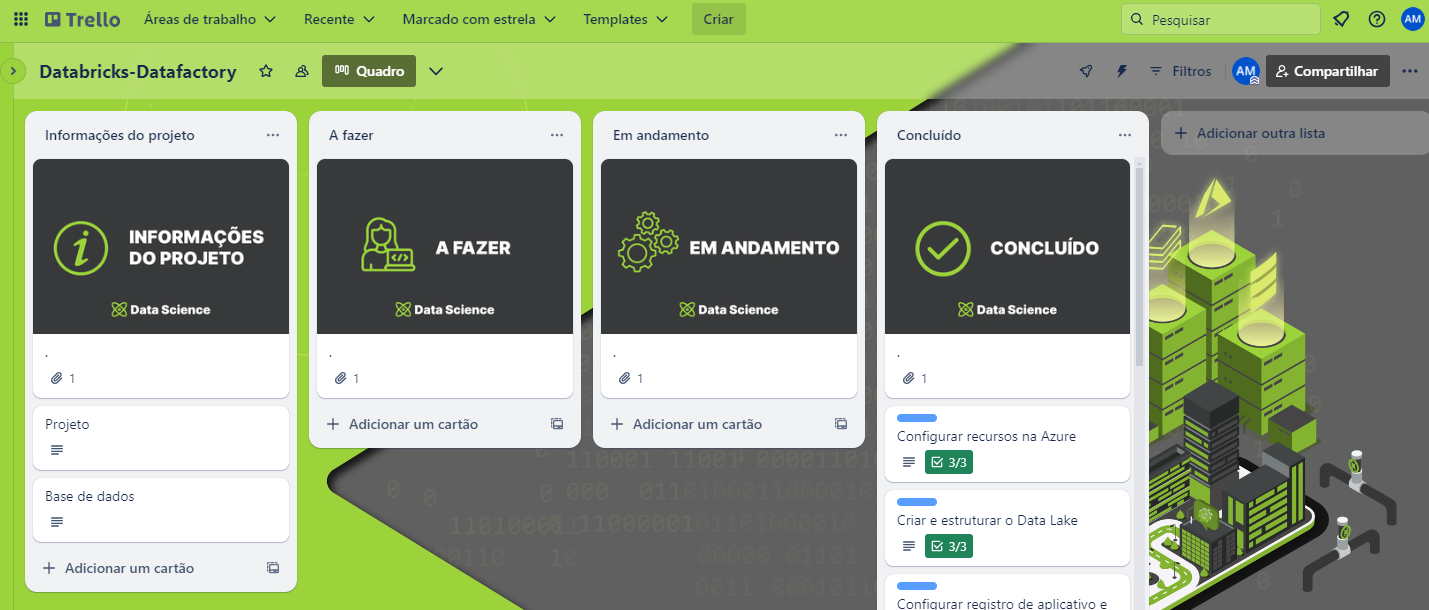 Trello
Áreas de trabalho
Recente
Marcado com estrela
Templates
Criar
Pesquisar
AM
Databricks-Datafactory
Quadro
Filtros
AM
Compartilhar
Informações do projeto
INFORMAÇÕES
DO PROJETO
Data Science
.
1
Projeto
Base de dados
+ Adicionar um cartão
A fazer
A FAZER
Data Science
.
1
+ Adicionar um cartão
Em andamento
EM ANDAMENTO
Data Science
.
1
+ Adicionar um cartão
Concluído
CONCLUÍDO
Data Science
.
1
Configurar recursos na Azure
3/3
Criar e estruturar o Data Lake
3/3
Configurar registro de aplicativo e
+ Adicionar outra lista